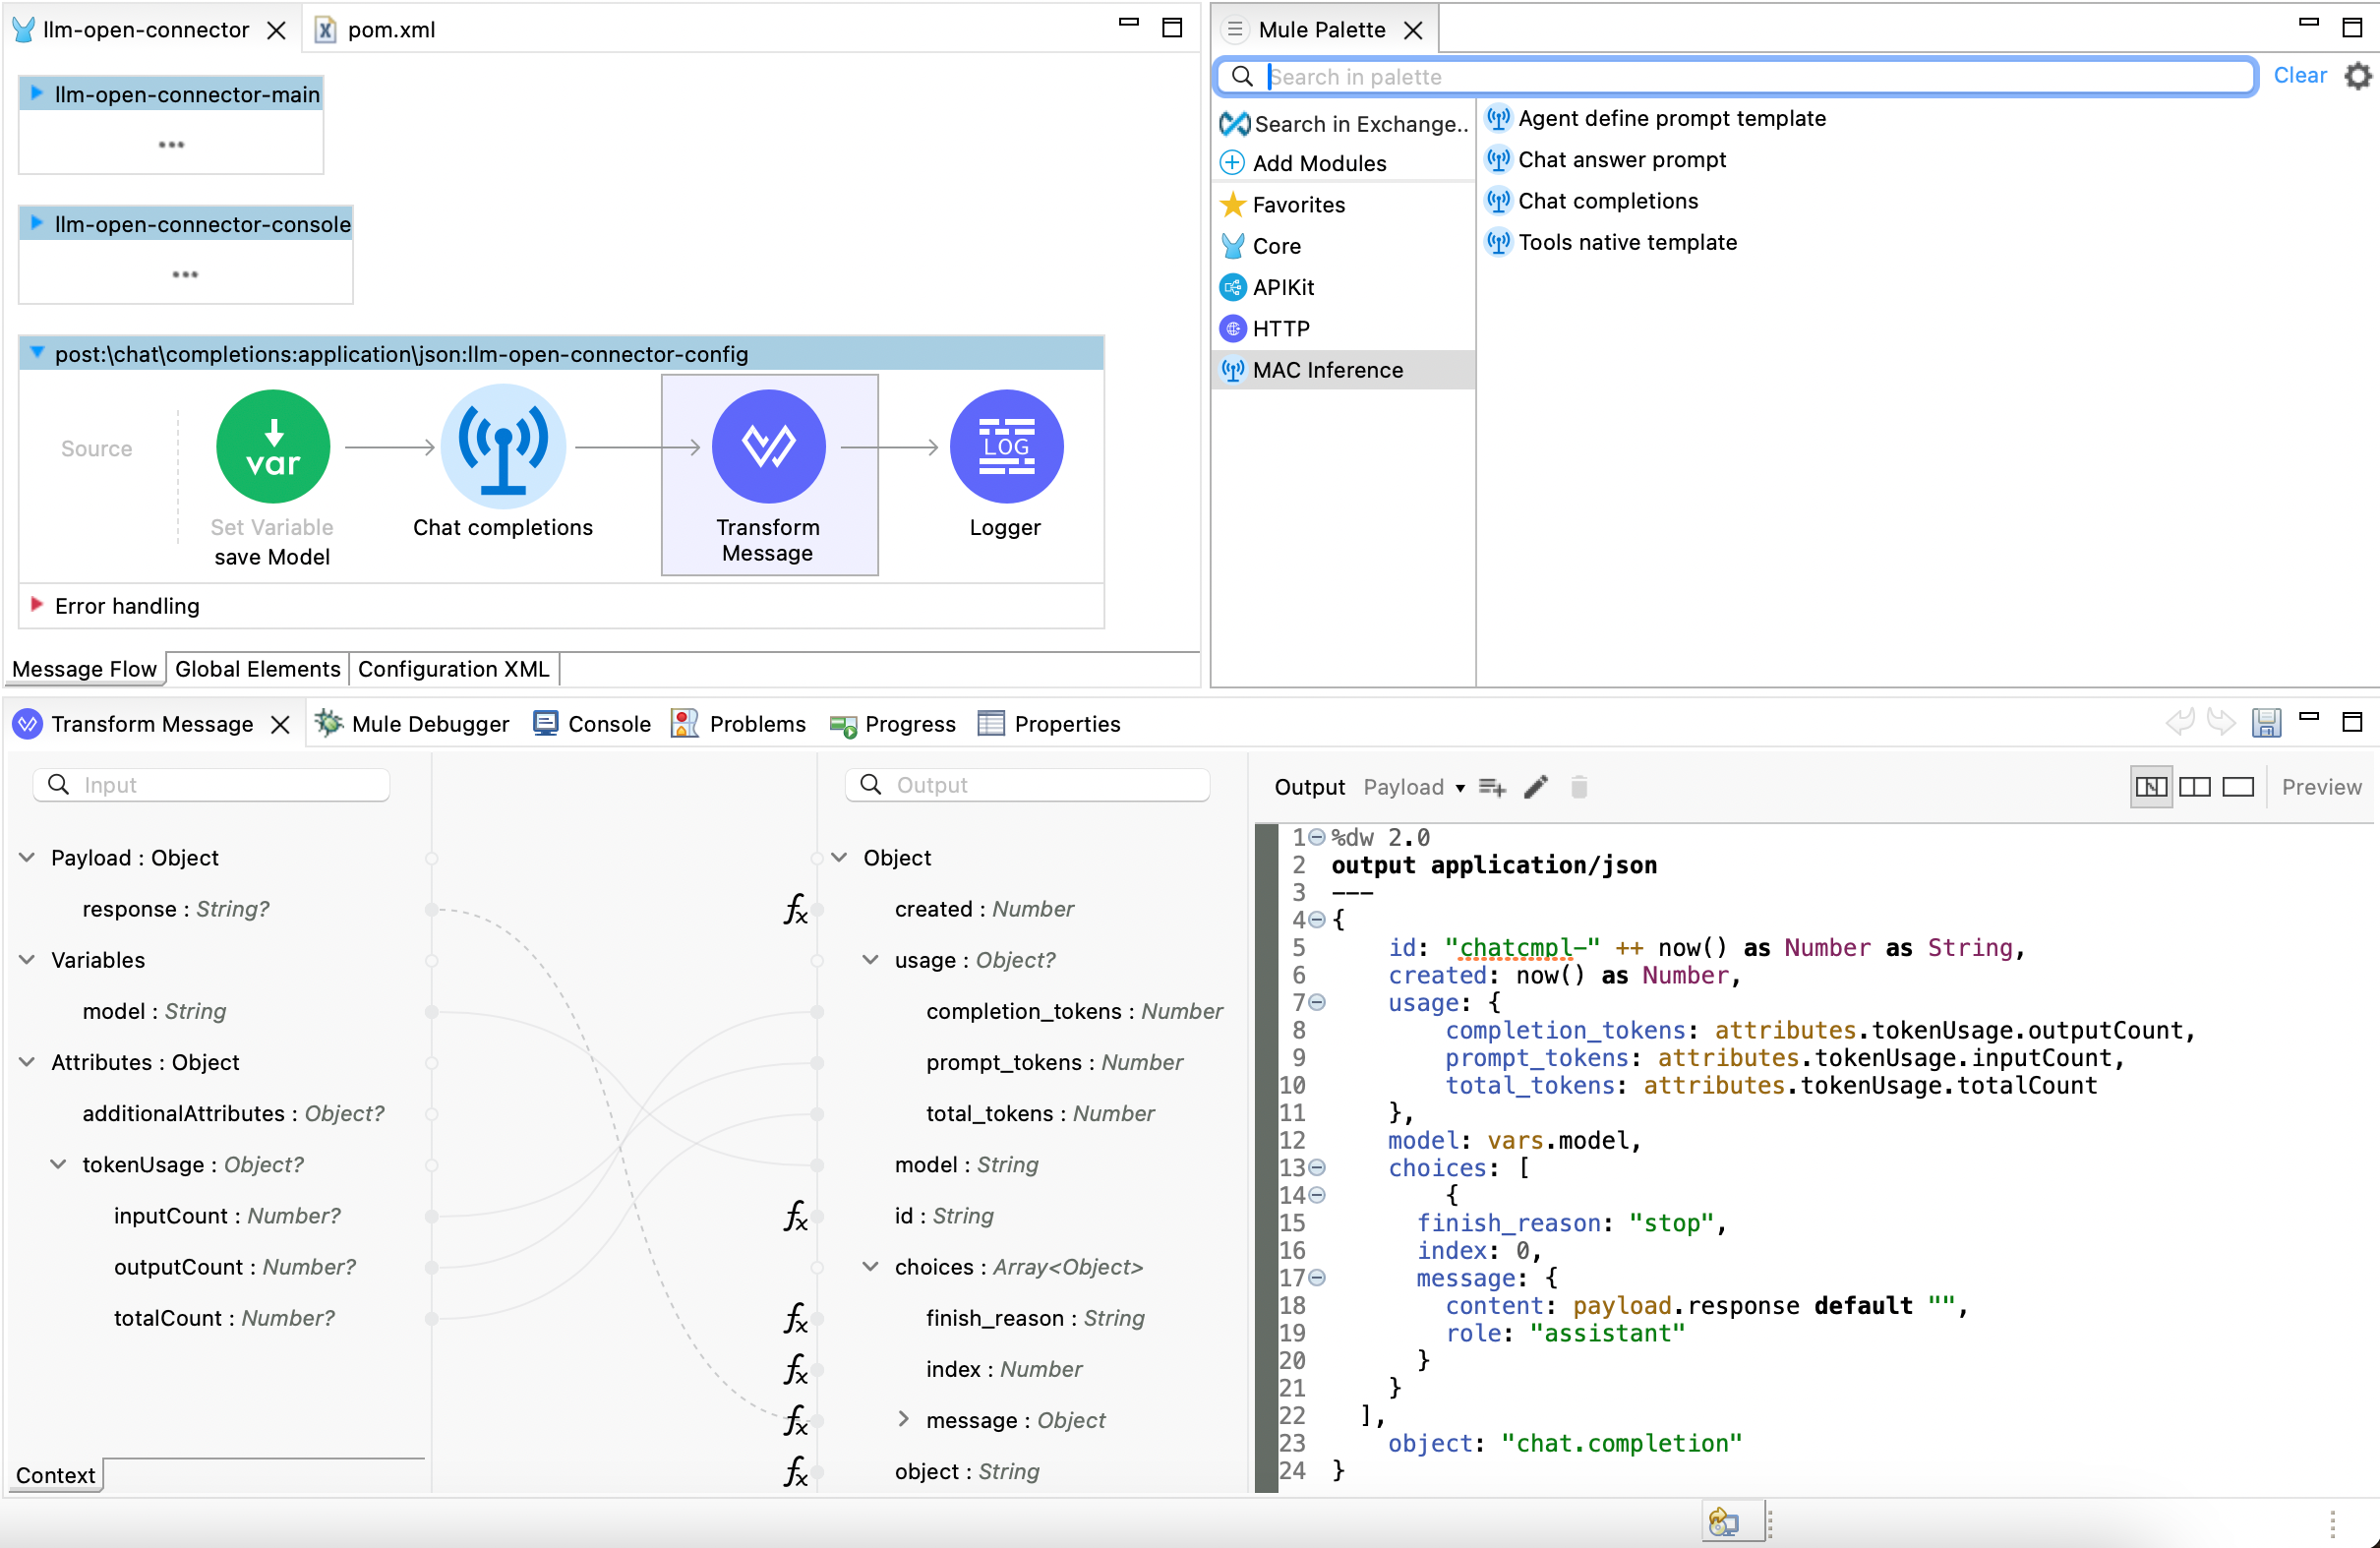 llm-open-connector
pom.xml
llm-open-connector-main
llm-open-connector-console
post:\chat\completions:application\json:llm-open-connector-config
Source
var
LOG
Set Variable
save Model
Chat completions
Transform
Message
Logger
Error handling
Message Flow
Global Elements
Configuration XML
Mule Palette
Search in palette
Clear
Search in Exchange..
Add Modules
Favorites
Core
APIKit
HTTP
MAC Inference
Agent define prompt template
Chat answer prompt
Chat completions
Tools native template
Transform Message
Mule Debugger
Console
Problems
Progress
Properties
Input
Payload : Object
response : String?
Variables
model : String
Attributes : Object
additionalAttributes : Object?
tokenUsage : Object?
inputCount : Number?
outputCount : Number?
totalCount : Number?
Context
Output
Object
fx created : Number
usage : Object?
completion_tokens : Number
prompt_tokens : Number
total_tokens : Number
model : String
fx id : String
choices : Array<Object>
fx finish_reason : String
fx index : Number
fx message : Object
fx object : String
Output Payload
Preview
1 %dw 2.0
2 output application/json
3 ---
4 {
5 id: "chatcmpl-" ++ now() as Number as String,
6 created: now() as Number,
7 usage: {
8 completion_tokens: attributes.tokenUsage.outputCount,
9 prompt_tokens: attributes.tokenUsage.inputCount,
10 total_tokens: attributes.tokenUsage.totalCount
11 },
12 model: vars.model,
13 choices: [
14 {
15 finish_reason: "stop",
16 index: 0,
17 message: {
18 content: payload.response default "",
19 role: "assistant"
20 }
21 }
22 ],
23 object: "chat.completion"
24 }